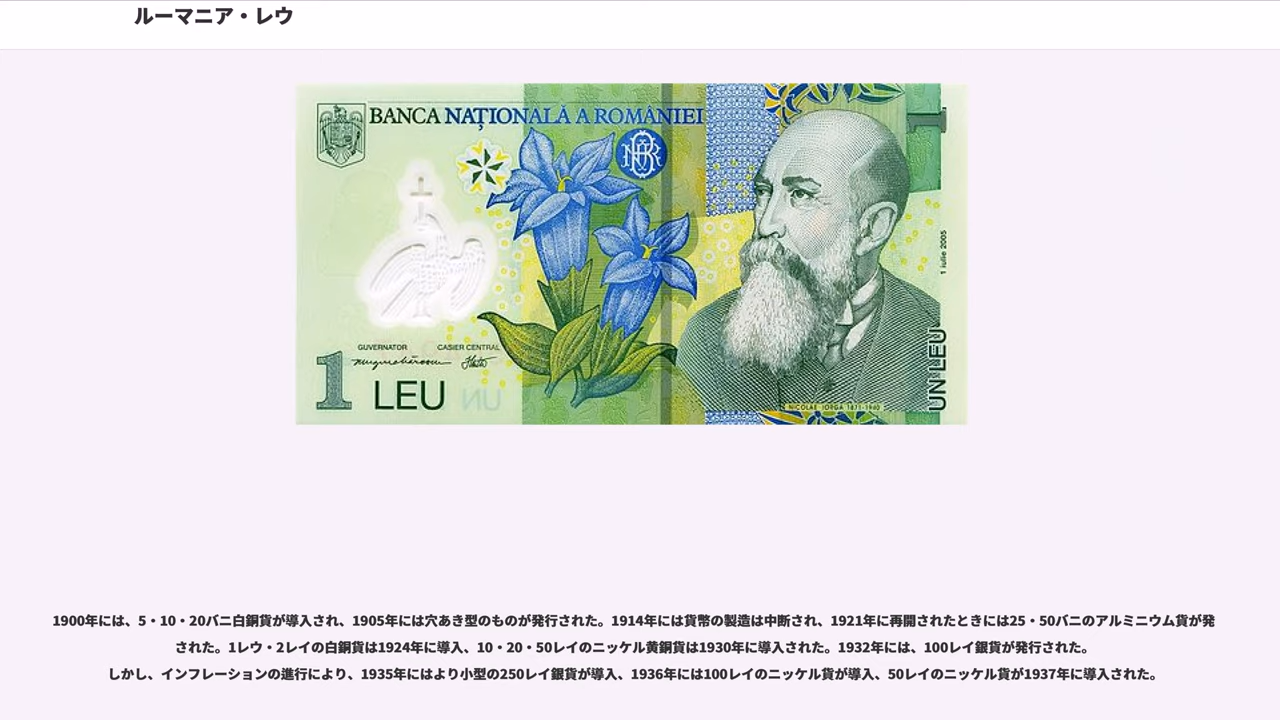 ルーマニア・レウ
BANCA NAȚIONALĂ A ROMÂNIEI
1
1 iulie 2005
GUVERNATOR CASIER CENTRAL
1 LEU
UN LEU
NICOLAE IORGA 1871-1940
1900年には、5・10・20バニ白銅貨が導入され、1905年には穴あき型のものが発行された。1914年には貨幣の製造は中断され、1921年に再開されたときには25・50バニのアルミニウム貨が発
された。1レウ・2レイの白銅貨は1924年に導入、10・20・50レイのニッケル黄銅貨は1930年に導入された。1932年には、100レイ銀貨が発行された。
しかし、インフレーションの進行により、1935年にはより小型の250レイ銀貨が導入、1936年には100レイのニッケル貨が導入、50レイのニッケル貨が1937年に導入された。